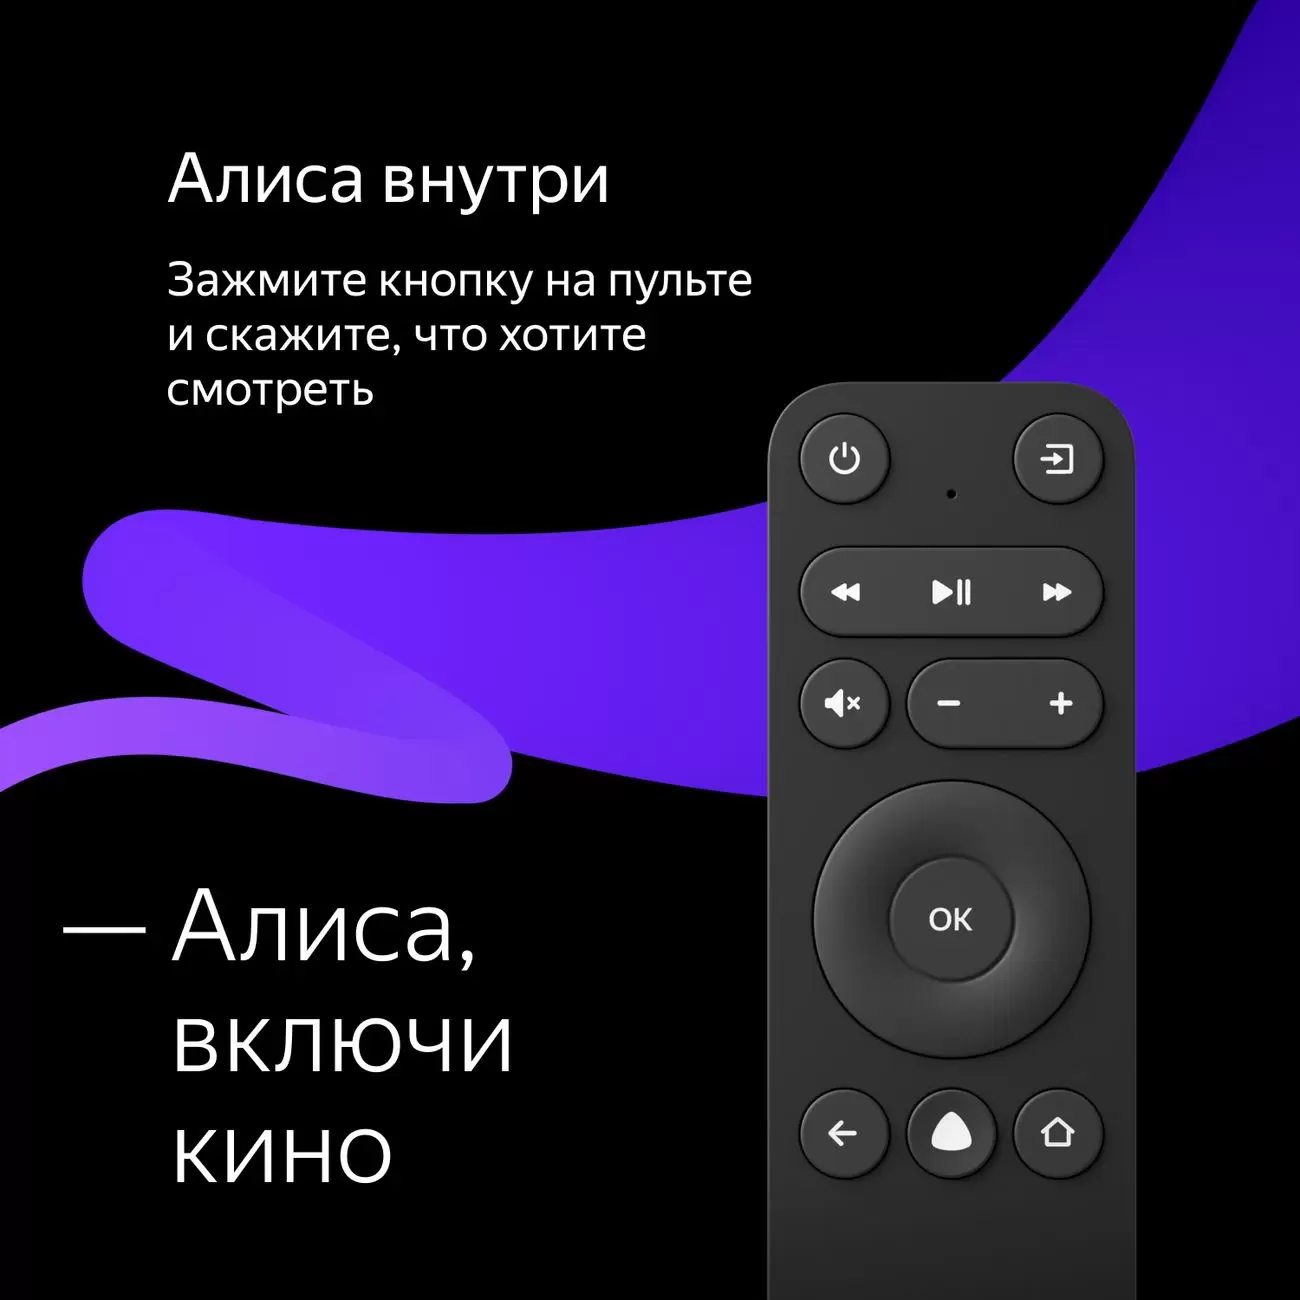 Алиса внутри
Зажмите кнопку на пульте
и скажите, что хотите
смотреть
— Алиса,
включи
кино
OK